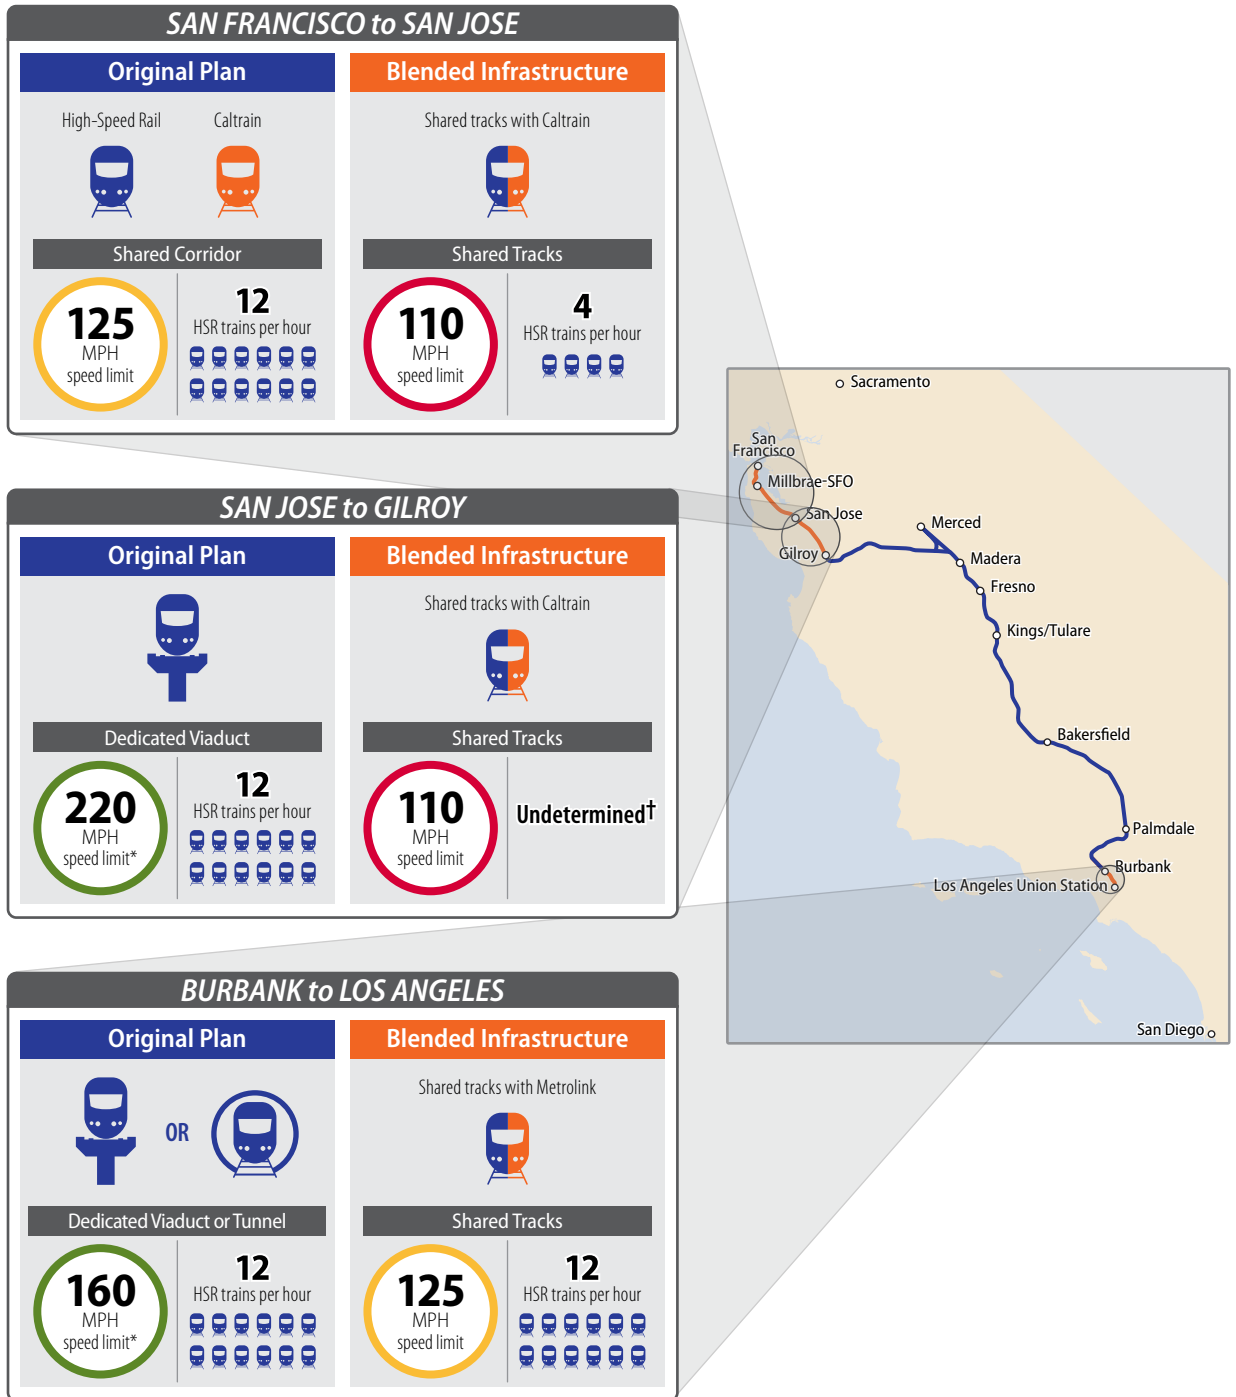 SAN FRANCISCO to SAN JOSE
Original Plan
High-Speed Rail
Caltrain
Shared Corridor
125
MPH
speed limit
12
HSR trains per hour
Blended Infrastructure
Shared tracks with Caltrain
Shared Tracks
110
MPH
speed limit
4
HSR trains per hour
SAN JOSE to GILROY
Original Plan
Dedicated Viaduct
220
MPH
speed limit*
12
HSR trains per hour
Blended Infrastructure
Shared tracks with Caltrain
Shared Tracks
110
MPH
speed limit
Undetermined†
BURBANK to LOS ANGELES
Original Plan
OR
Dedicated Viaduct or Tunnel
160
MPH
speed limit*
12
HSR trains per hour
Blended Infrastructure
Shared tracks with Metrolink
Shared Tracks
125
MPH
speed limit
12
HSR trains per hour
Sacramento
San
Francisco
Millbrae-SFO
San Jose
Gilroy
Merced
Madera
Fresno
Kings/Tulare
Bakersfield
Palmdale
Burbank
Los Angeles Union Station
San Diego